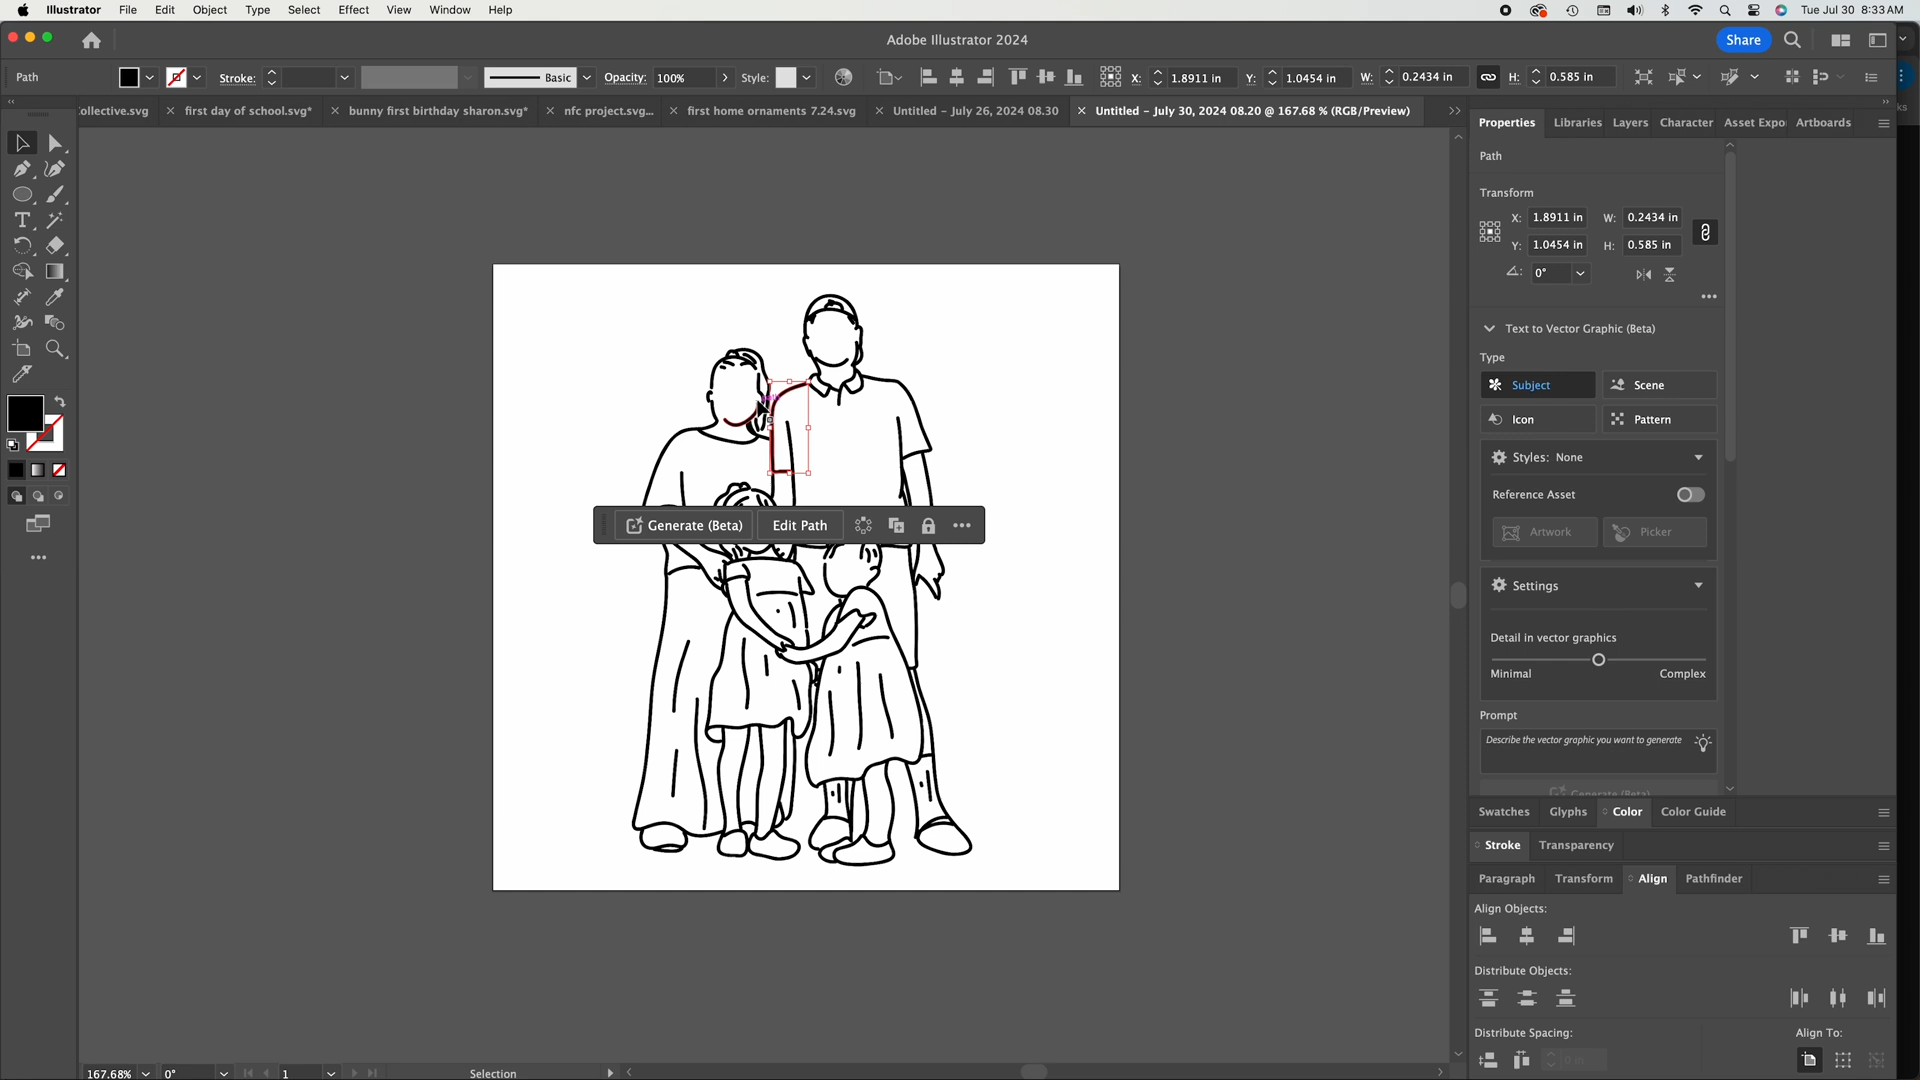 Illustrator File Edit Object Type Select Effect View Window Help Tue Jul 30 8:33 AM
Adobe Illustrator 2024 Share
Path Stroke: Basic Opacity: 100% Style: X: 1.8911 in Y: 1.0454 in W: 0.2434 in H: 0.585 in
ollective.svg first day of school.svg* bunny first birthday sharon.svg* nfc project.svg... first home ornaments 7.24.svg Untitled – July 26, 2024 08.30 Untitled – July 30, 2024 08.20 @ 167.68 % (RGB/Preview)
Properties Libraries Layers Character Asset Expo Artboards
Path
Transform
X: 1.8911 in W: 0.2434 in
Y: 1.0454 in H: 0.585 in
0°
Text to Vector Graphic (Beta)
Type
Subject Scene
Icon Pattern
Styles: None
Reference Asset
Artwork Picker
Settings
Detail in vector graphics
Minimal Complex
Prompt
Describe the vector graphic you want to generate
Generate (Beta)
Generate (Beta) Edit Path
Swatches Glyphs Color Color Guide
Stroke Transparency
Paragraph Transform Align Pathfinder
Align Objects:
Distribute Objects:
Distribute Spacing: Align To:
0 in
167.68% 0° 1 Selection